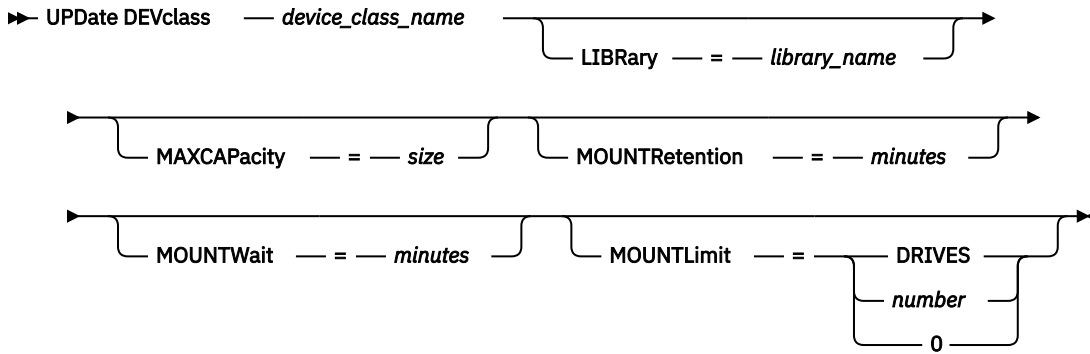 UPDate DEVclass device_class_name
LIBRary = library_name
MAXCAPacity = size MOUNTRetention = minutes
MOUNTWait = minutes MOUNTLimit = DRIVES
number
0